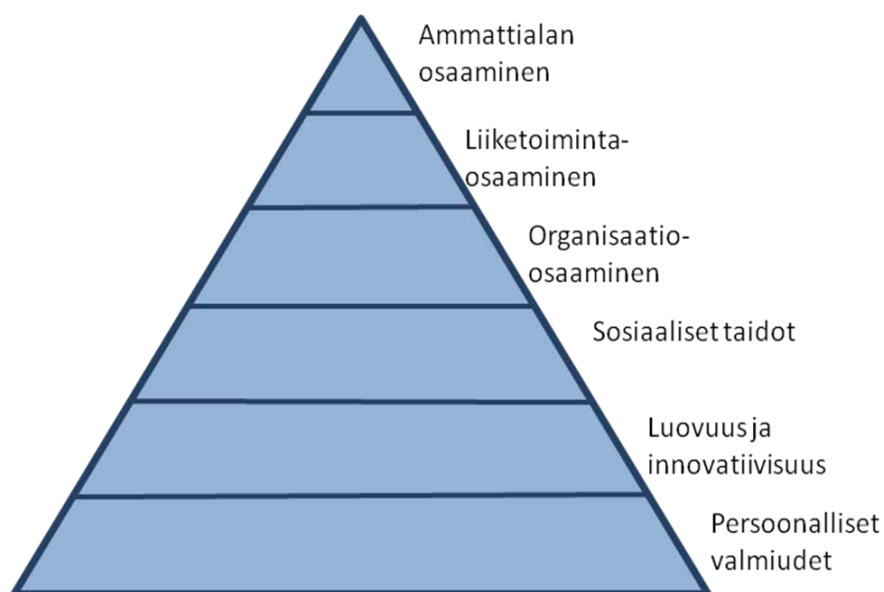 Ammattialan
osaaminen
Liiketoiminta-
osaaminen
Organisaatio-
osaaminen
Sosiaaliset taidot
Luovuus ja
innovatiivisuus
Persoonalliset
valmiudet